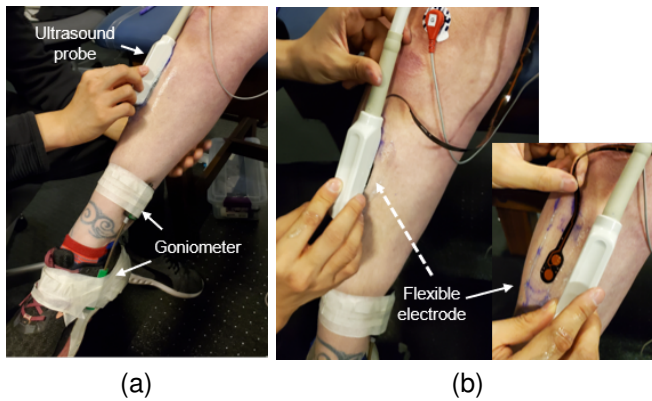 Ultrasound
probe
Goniometer
Flexible
electrode
(a)
(b)